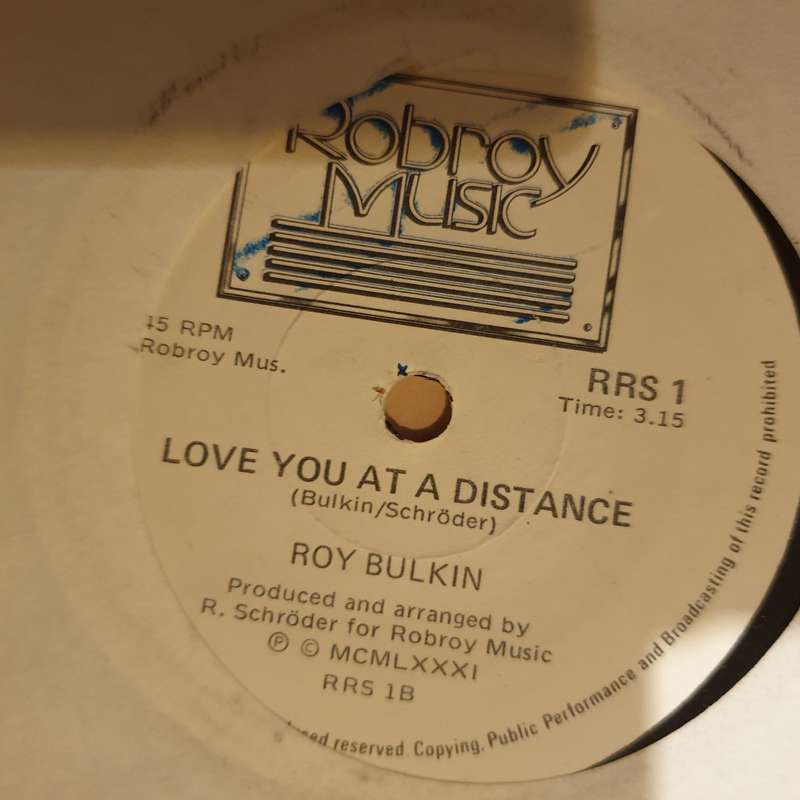 Robroy
Music
45 RPM
Robroy Mus.
RRS 1
Time: 3.15
LOVE YOU AT A DISTANCE
(Bulkin/Schröder)
ROY BULKIN
Produced and arranged by
R. Schröder for Robroy Music
Ⓟ © MCMLXXXI
RRS 1B
reserved. Copying, Public Performance and Broadcasting of this record prohibited